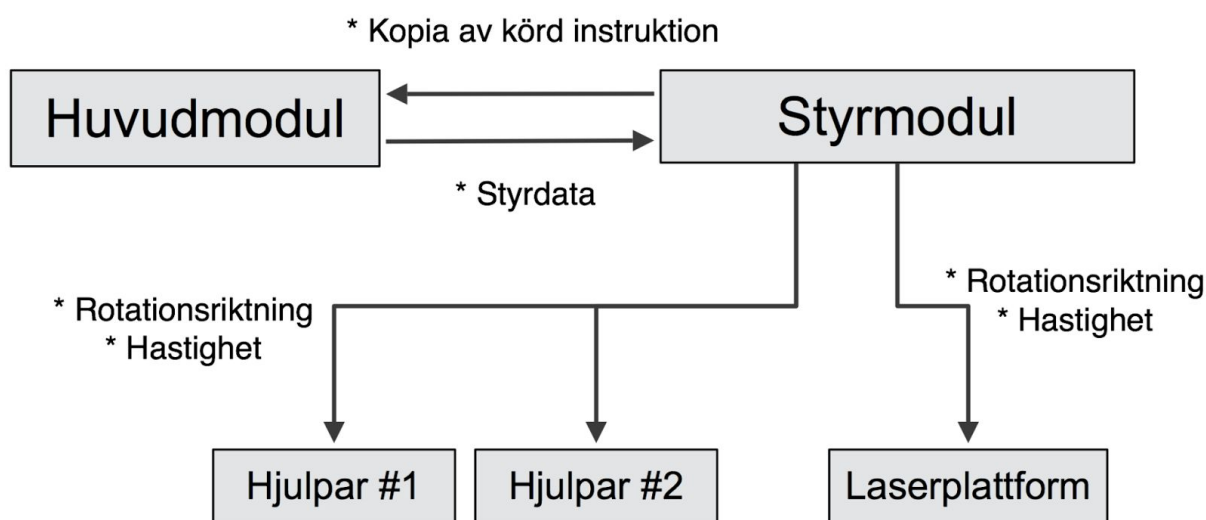 * Kopia av körd instruktion
Huvudmodul
Styrmodul
* Styrdata
* Rotationsriktning
* Hastighet
* Rotationsriktning
* Hastighet
Hjulpar #1
Hjulpar #2
Laserplattform